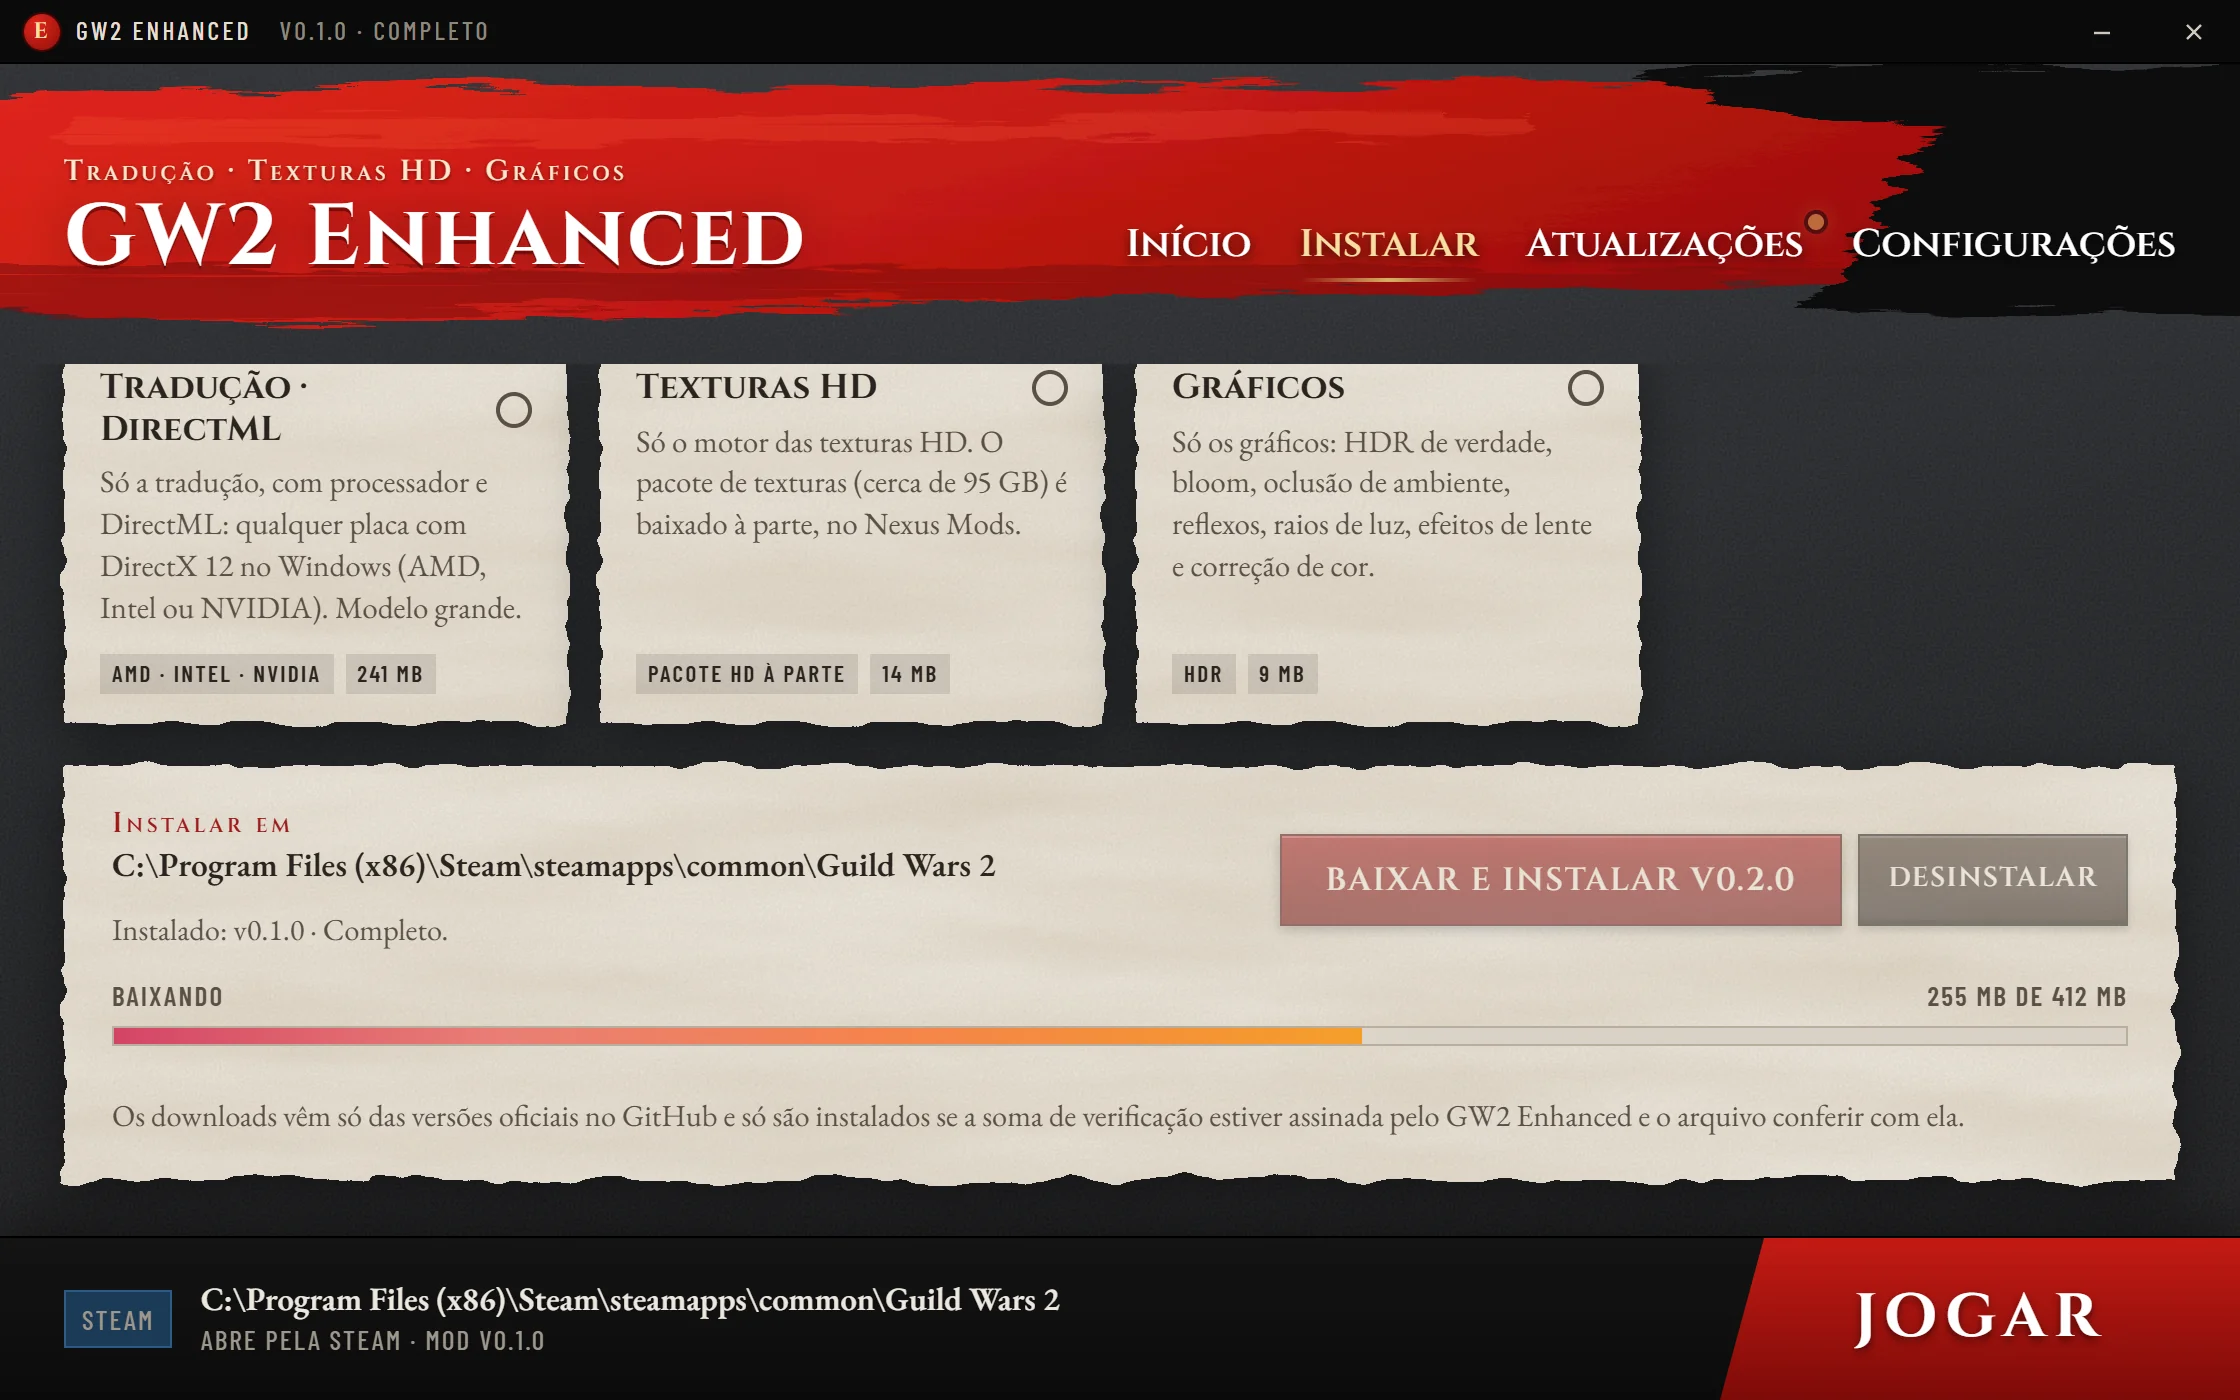 E GW2 ENHANCED V0.1.0 · COMPLETO
Tradução · Texturas HD · Gráficos
GW2 Enhanced
Início Instalar Atualizações Configurações
Tradução ·
DirectML
Só a tradução, com processador e
DirectML: qualquer placa com
DirectX 12 no Windows (AMD,
Intel ou NVIDIA). Modelo grande.
AMD · INTEL · NVIDIA 241 MB
Texturas HD
Só o motor das texturas HD. O
pacote de texturas (cerca de 95 GB) é
baixado à parte, no Nexus Mods.
PACOTE HD À PARTE 14 MB
Gráficos
Só os gráficos: HDR de verdade,
bloom, oclusão de ambiente,
reflexos, raios de luz, efeitos de lente
e correção de cor.
HDR 9 MB
Instalar em
C:\Program Files (x86)\Steam\steamapps\common\Guild Wars 2
Instalado: v0.1.0 · Completo.
BAIXAR E INSTALAR V0.2.0 DESINSTALAR
BAIXANDO 255 MB DE 412 MB
Os downloads vêm só das versões oficiais no GitHub e só são instalados se a soma de verificação estiver assinada pelo GW2 Enhanced e o arquivo conferir com ela.
STEAM
C:\Program Files (x86)\Steam\steamapps\common\Guild Wars 2
ABRE PELA STEAM · MOD V0.1.0
JOGAR